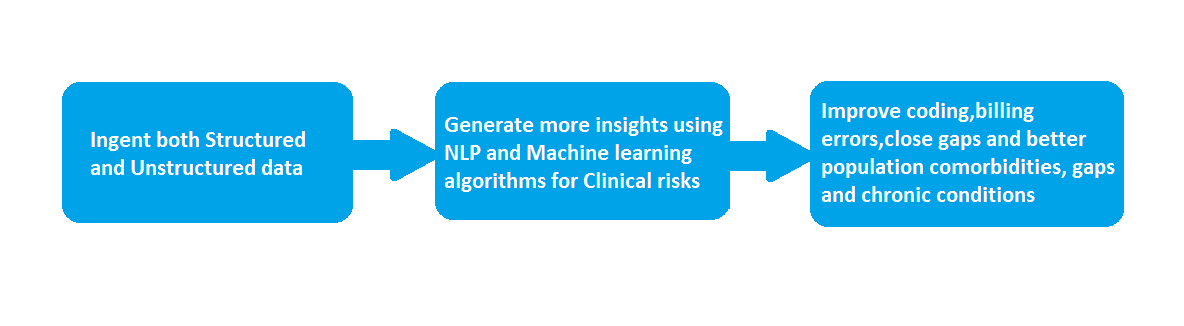 Ingent both Structured
and Unstructured data
Generate more insights using
NLP and Machine learning
algorithms for Clinical risks
Improve coding,billing
errors,close gaps and better
population comorbidities, gaps
and chronic conditions